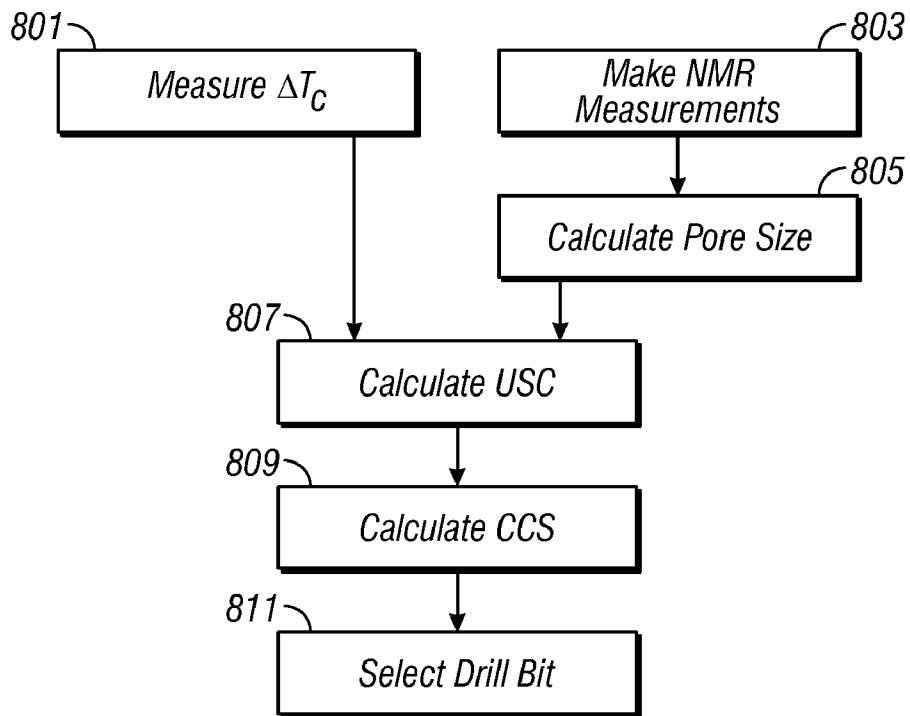 801
Measure ΔTC
803
Make NMR
Measurements
805
Calculate Pore Size
807
Calculate USC
809
Calculate CCS
811
Select Drill Bit